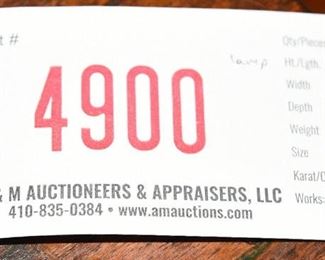 t #
4900
lamp
Qty/Pieces
Ht./Lgth.
Width
Depth
Weight
Size
Karat/C
Works:
& M AUCTIONEERS & APPRAISERS, LLC
410-835-0384 • www.amauctions.com